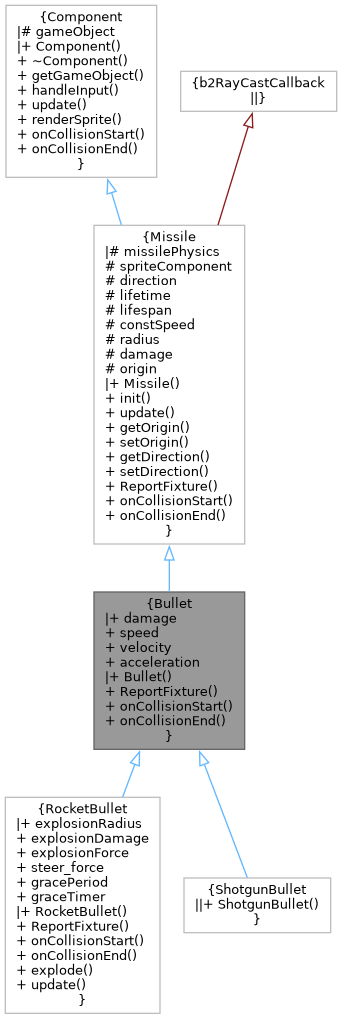 {Component
|# gameObject
|+ Component()
+ ~Component()
+ getGameObject()
+ handleInput()
+ update()
+ renderSprite()
+ onCollisionStart()
+ onCollisionEnd()
}
{b2RayCastCallback
||}
{Missile
|# missilePhysics
# spriteComponent
# direction
# lifetime
# lifespan
# constSpeed
# radius
# damage
# origin
|+ Missile()
+ init()
+ update()
+ getOrigin()
+ setOrigin()
+ getDirection()
+ setDirection()
+ ReportFixture()
+ onCollisionStart()
+ onCollisionEnd()
}
{Bullet
|+ damage
+ speed
+ velocity
+ acceleration
|+ Bullet()
+ ReportFixture()
+ onCollisionStart()
+ onCollisionEnd()
}
{RocketBullet
|+ explosionRadius
+ explosionDamage
+ explosionForce
+ steer_force
+ gracePeriod
+ graceTimer
|+ RocketBullet()
+ ReportFixture()
+ onCollisionStart()
+ onCollisionEnd()
+ explode()
+ update()
}
{ShotgunBullet
||+ ShotgunBullet()
}